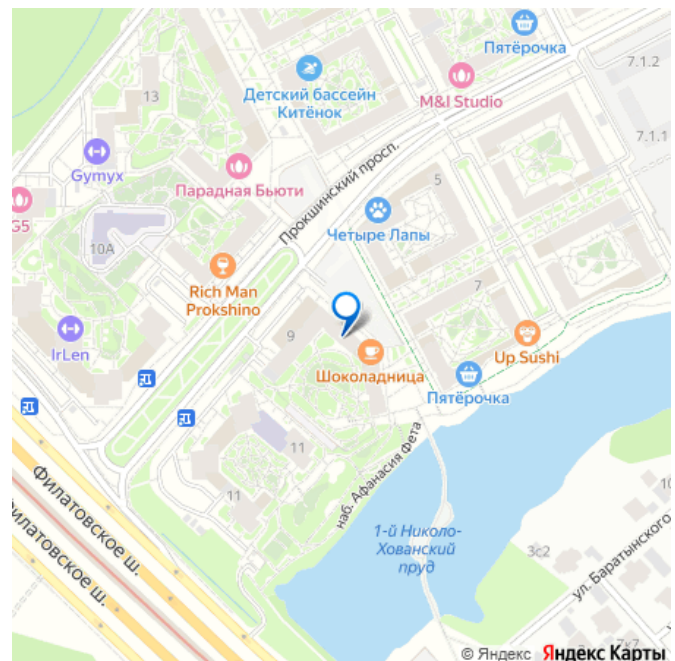 Пятёрочка
7.1.2
Детский бассейн
Китёнок
M&I Studio
13
7.1.1
Gymyx
Парадная Бьюти
Прокшинский просп.
5
G5
Четыре Лапы
10А
Rich Man
Prokshino
7
9
IrLen
Up Sushi
Шоколадница
Пятёрочка
11
наб. Афанасия Фета
11
Филатовское ш.
1-й Николо-
Хованский
пруд
3с2
ул. Баратынского
Филатовское ш.
7к7
© Яндекс Яндекс Карты